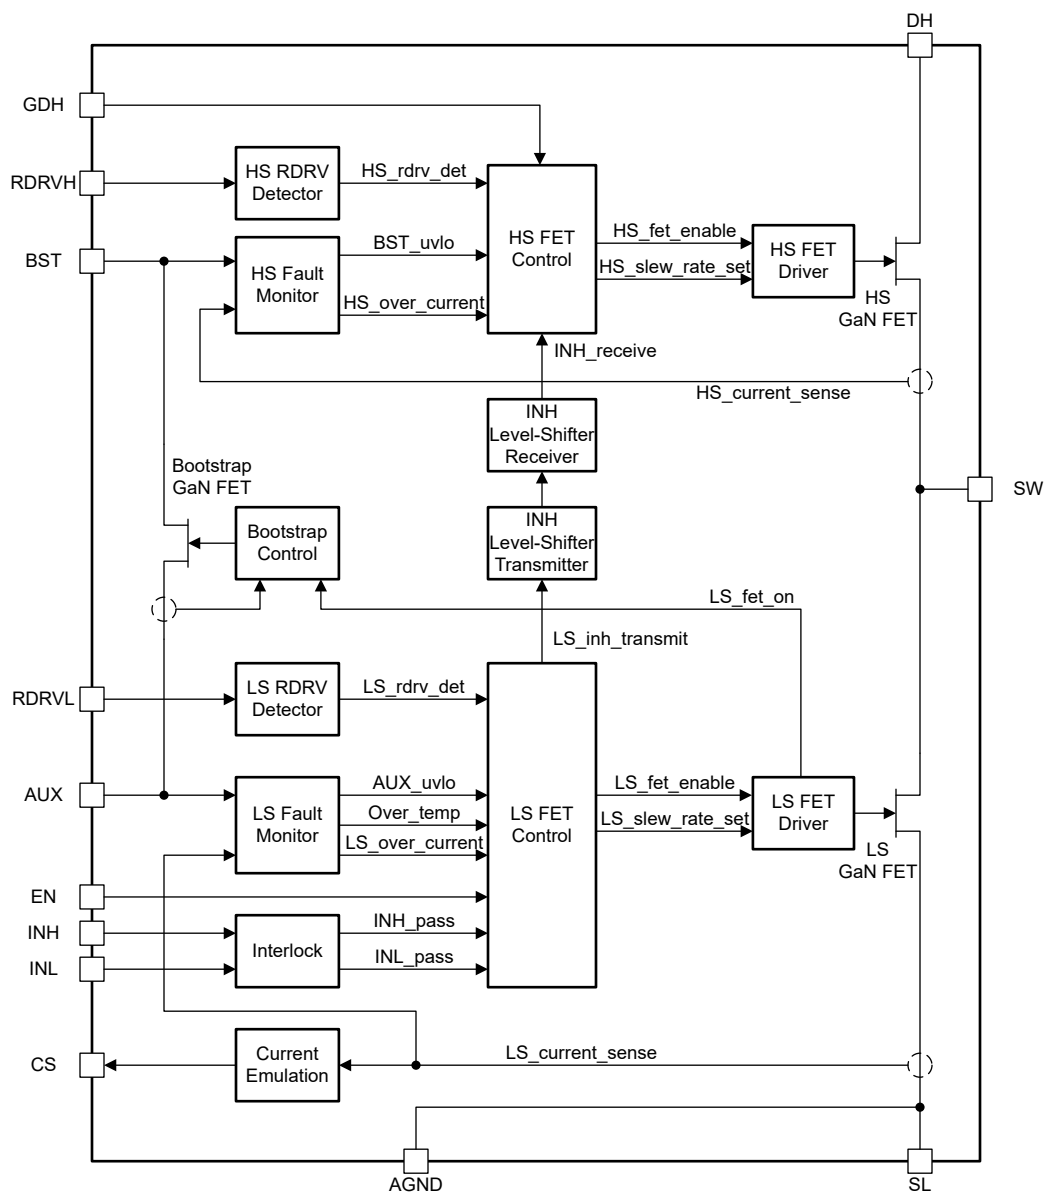 DH
GDH
HS RDRV
Detector
HS_rdrv_det
RDRVH
HS FET
Control
HS_fet_enable
HS_slew_rate_set
HS FET
Driver
BST_uvlo
BST
HS Fault
Monitor
HS_over_current
HS
GaN FET
INH_receive
HS_current_sense
INH
Level-Shifter
Receiver
Bootstrap
GaN FET
SW
Bootstrap
Control
INH
Level-Shifter
Transmitter
LS_fet_on
LS_inh_transmit
RDRVL
LS RDRV
Detector
LS_rdrv_det
AUX
LS Fault
Monitor
AUX_uvlo
Over_temp
LS_over_current
LS FET
Control
LS_fet_enable
LS_slew_rate_set
LS FET
Driver
LS
GaN FET
EN
INH
INL
Interlock
INH_pass
INL_pass
CS
Current
Emulation
LS_current_sense
AGND
SL